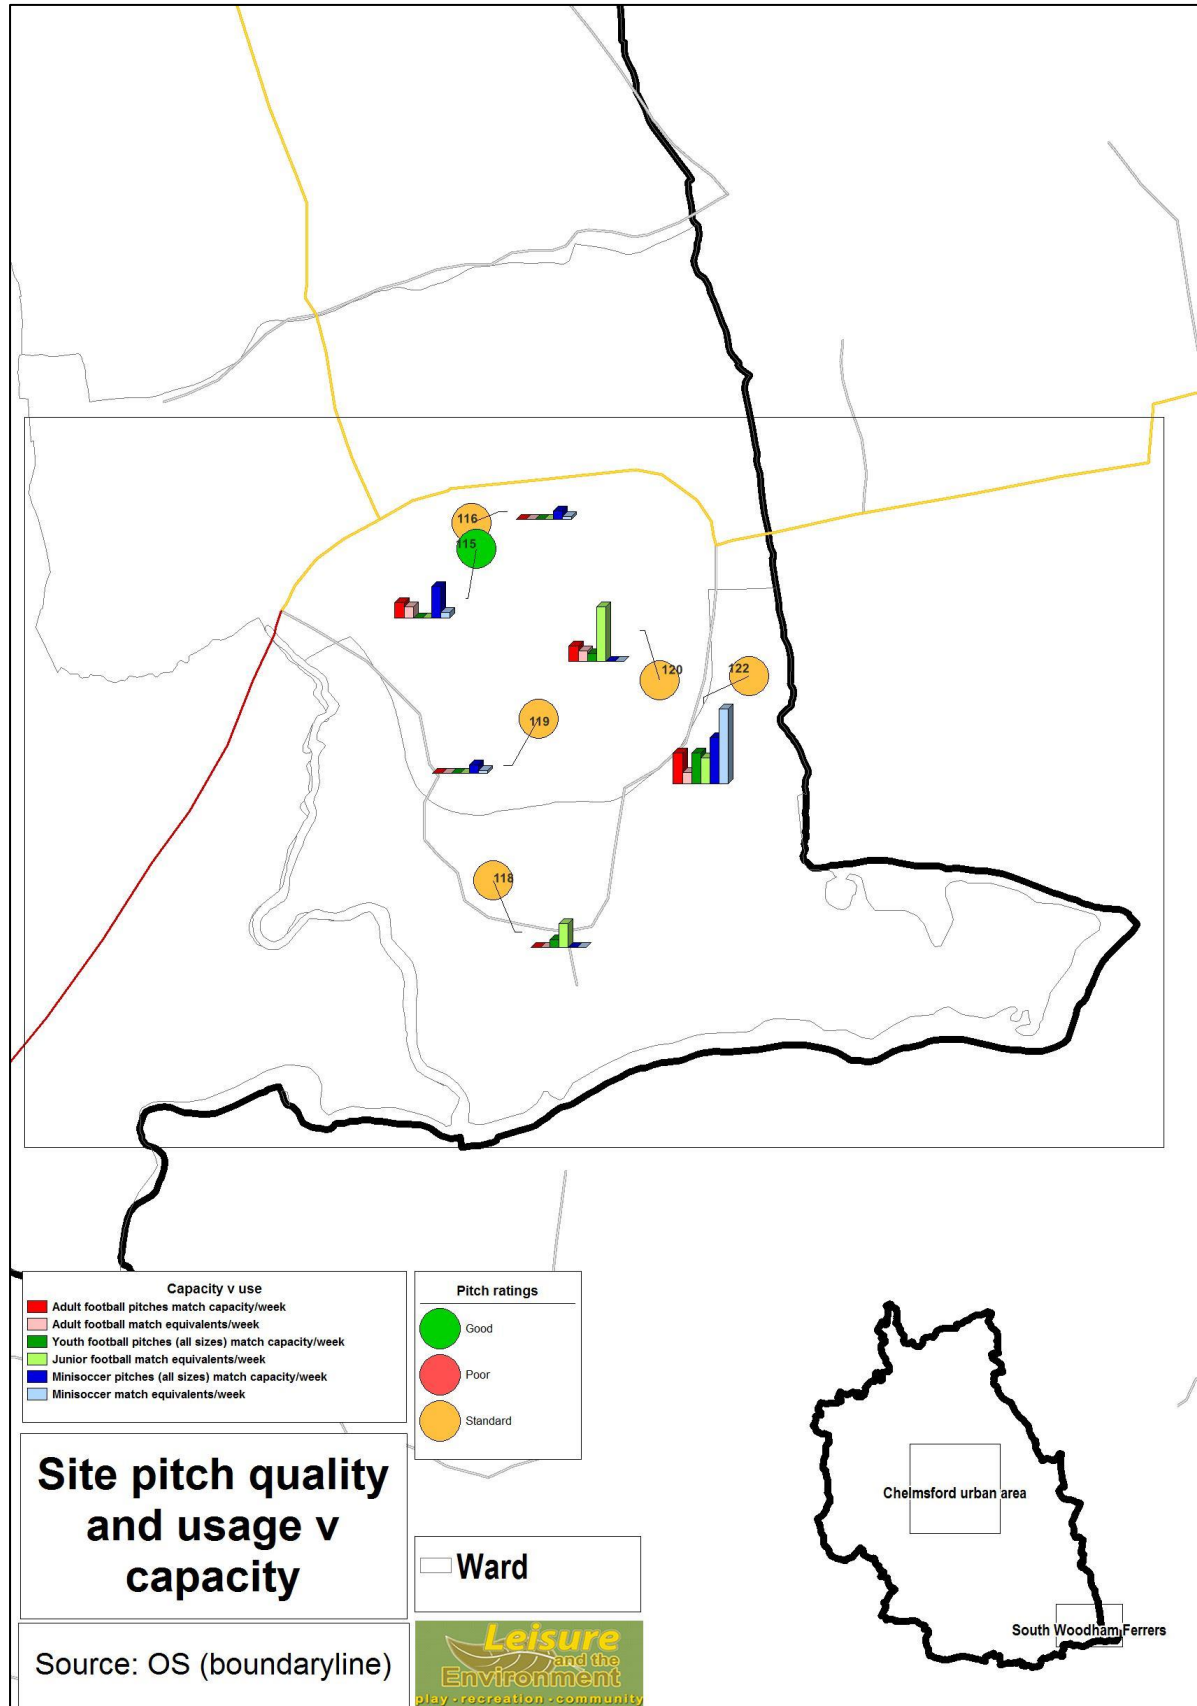 116
115
120
122
119
118
Capacity v use
Adult football pitches match capacity/week
Adult football match equivalents/week
Youth football pitches (all sizes) match capacity/week
Junior football match equivalents/week
Minisoccer pitches (all sizes) match capacity/week
Minisoccer match equivalents/week
Pitch ratings
Good
Poor
Standard
Site pitch quality
and usage v
capacity
Ward
Source: OS (boundaryline)
Leisure
and the
Environment
play - recreation - community
Chelmsford urban area
South Woodham Ferrers